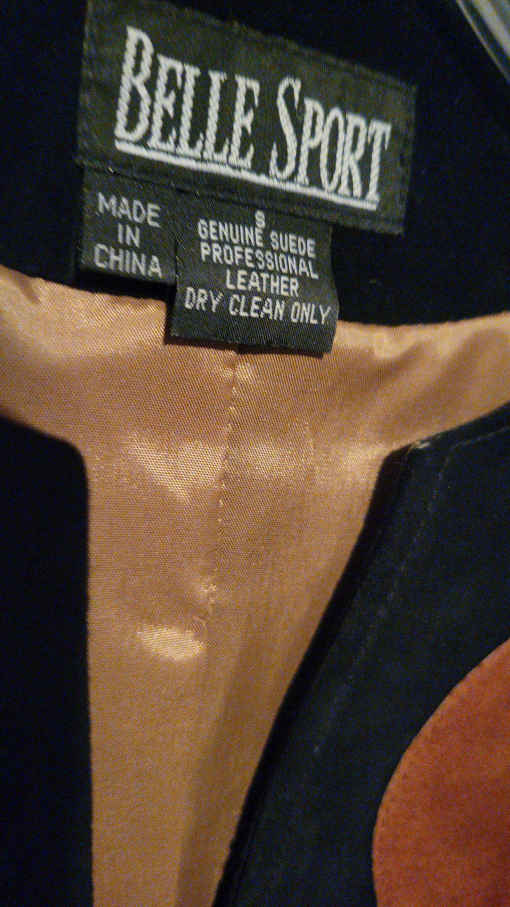 BELLE SPORT
MADE
IN
CHINA
S
GENUINE SUEDE
PROFESSIONAL
LEATHER
DRY CLEAN ONLY